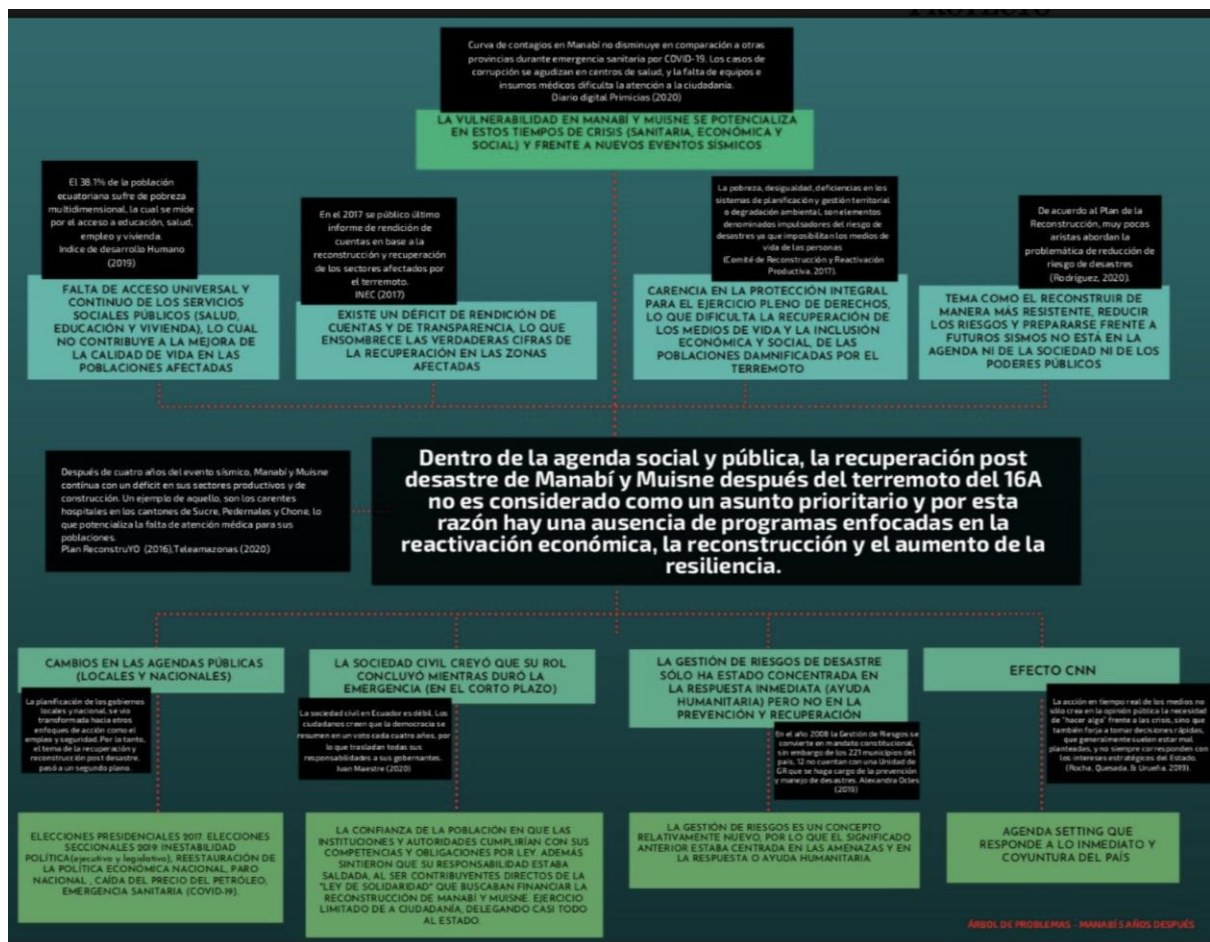 Curva de contagios en Manabí no disminuye en comparación a otras
provincias durante emergencia sanitaria por COVID-19. Los casos de
corrupción se agudizan en centros de salud, y la falta de equipos e
insumos médicos dificulta la atención a la ciudadanía.
Diario digital Primicias (2020)
LA VULNERABILIDAD EN MANABÍ Y MUISNE SE POTENCIALIZA
EN ESTOS TIEMPOS DE CRISIS (SANITARIA, ECONÓMICA Y
SOCIAL) Y FRENTE A NUEVOS EVENTOS SÍSMICOS
El 38.1% de la población
ecuatoriana sufre de pobreza
multidimensional, la cual se mide
por el acceso a educación, salud,
empleo y vivienda.
Indice de desarrollo Humano
(2019)
FALTA DE ACCESO UNIVERSAL Y
CONTINUO DE LOS SERVICIOS
SOCIALES PÚBLICOS (SALUD,
EDUCACIÓN Y VIVIENDA), LO CUAL
NO CONTRIBUYE A LA MEJORA DE
LA CALIDAD DE VIDA EN LAS
POBLACIONES AFECTADAS
En el 2017 se público último
informe de rendición de
cuentas en base a la
reconstrucción y recuperación
de los sectores afectados por
el terremoto.
INEC (2017)
EXISTE UN DÉFICIT DE RENDICIÓN DE
CUENTAS Y DE TRANSPARENCIA, LO QUE
ENSOMBRECE LAS VERDADERAS CIFRAS DE
LA RECUPERACIÓN EN LAS ZONAS
AFECTADAS
La pobreza, desigualdad, deficiencias en los
sistemas de planificación y gestión territorial
o degradación ambiental, son elementos
denominados impulsadores del riesgo de
desastres ya que imposibilitan los medios de
vida de las personas
(Comité de Reconstrucción y Reactivación
Productiva, 2017).
CARENCIA EN LA PROTECCIÓN INTEGRAL
PARA EL EJERCICIO PLENO DE DERECHOS,
LO QUE DIFICULTA LA RECUPERACIÓN DE
LOS MEDIOS DE VIDA Y LA INCLUSIÓN
ECONÓMICA Y SOCIAL, DE LAS
POBLACIONES DAMNIFICADAS POR EL
TERREMOTO
De acuerdo al Plan de la
Reconstrucción, muy pocas
aristas abordan la
problemática de reducción de
riesgo de desastres
(Rodríguez, 2020).
TEMA COMO EL RECONSTRUIR DE
MANERA MÁS RESISTENTE, REDUCIR
LOS RIESGOS Y PREPARARSE FRENTE A
FUTUROS SISMOS NO ESTÁ EN LA
AGENDA NI DE LA SOCIEDAD NI DE LOS
PODERES PÚBLICOS
Después de cuatro años del evento sísmico, Manabí y Muisne
continua con un déficit en sus sectores productivos y de
construcción. Un ejemplo de aquello, son los carentes
hospitales en los cantones de Sucre, Pedernales y Chone, lo
que potencializa la falta de atención médica para sus
poblaciones.
Plan ReconstruYO (2016),Teleamazonas (2020)
Dentro de la agenda social y pública, la recuperación post
desastre de Manabí y Muisne después del terremoto del 16A
no es considerado como un asunto prioritario y por esta
razón hay una ausencia de programas enfocadas en la
reactivación económica, la reconstrucción y el aumento de la
resiliencia.
CAMBIOS EN LAS AGENDAS PÚBLICAS
(LOCALES Y NACIONALES)
La planificación de los gobiernos
locales y nacional, se vio
transformada hacia otros
enfoques de acción como el
empleo y seguridad. Por lo tanto,
el tema de la recuperación y
reconstrucción post desastre,
pasó a un segundo plano.
ELECCIONES PRESIDENCIALES 2017. ELECCIONES
SECCIONALES 2019. INESTABILIDAD
POLÍTICA(ejecutivo y legislativo), REESTAURACIÓN DE
LA POLÍTICA ECONÓMICA NACIONAL, PARO
NACIONAL , CAÍDA DEL PRECIO DEL PETRÓLEO,
EMERGENCIA SANITARIA (COVID-19).
LA SOCIEDAD CIVIL CREYÓ QUE SU ROL
CONCLUYÓ MIENTRAS DURÓ LA
EMERGENCIA (EN EL CORTO PLAZO)
La sociedad civil en Ecuador es débil. Los
ciudadanos creen que la democracia se
resumen en un voto cada cuatro años, por
lo que trasladan todas sus
responsabilidades a sus gobernantes.
Iuan Maestre (2020)
LA CONFIANZA DE LA POBLACIÓN EN QUE LAS
INSTITUCIONES Y AUTORIDADES CUMPLIRÍAN CON SUS
COMPETENCIAS Y OBLIGACIONES POR LEY. ADEMÁS
SINTIERON QUE SU RESPONSABILIDAD ESTABA
SALDADA, AL SER CONTRIBUYENTES DIRECTOS DE LA
"LEY DE SOLIDARIDAD" QUE BUSCABAN FINANCIAR LA
RECONSTRUCCIÓN DE MANABÍ Y MUISNE. EJERCICIO
LIMITADO DE A CIUDADANÍA, DELEGANDO CASI TODO
AL ESTADO.
LA GESTIÓN DE RIESGOS DE DESASTRE
SÓLO HA ESTADO CONCENTRADA EN
LA RESPUESTA INMEDIATA (AYUDA
HUMANITARIA) PERO NO EN LA
PREVENCIÓN Y RECUPERACIÓN
En el año 2008 la Gestión de Riesgos se
convierte en mandato constitucional,
sin embargo de los 221 municipios del
país, 12 no cuentan con una Unidad de
GR que se haga cargo de la prevención
y manejo de desastres. Alexandra Ocles
(2019)
LA GESTIÓN DE RIESGOS ES UN CONCEPTO
RELATIVAMENTE NUEVO, POR LO QUE EL SIGNIFICADO
ANTERIOR ESTABA CENTRADA EN LAS AMENAZAS Y EN
LA RESPUESTA O AYUDA HUMANITARIA
EFECTO CNN
La acción en tiempo real de los medios no
sólo crea en la opinión pública la necesidad
de "hacer algo" frente a las crisis, sino que
también forja a tomar decisiones rápidas,
que generalmente suelen estar mal
planteadas, y no siempre corresponden con
los intereses estratégicos del Estado.
(Rocha, Quesada, & Urueña, 2019).
AGENDA SETTING QUE
RESPONDE A LO INMEDIATO Y
COYUNTURA DEL PAÍS
ÁRBOL DE PROBLEMAS - MANABÍ 5 AÑOS DESPUÉS